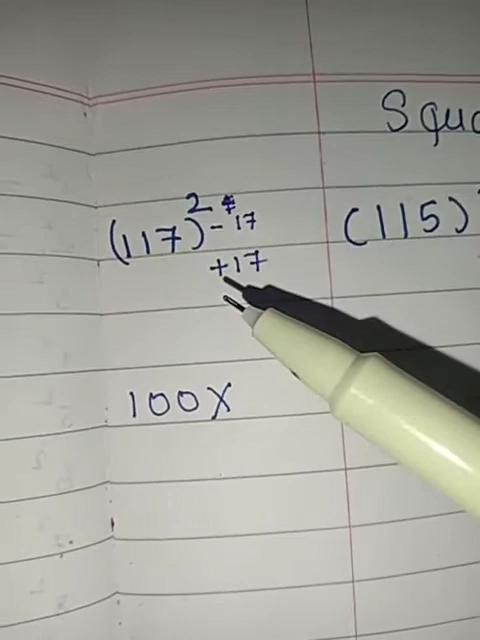 Squa
(117)² - 17
+17
(115)
100X